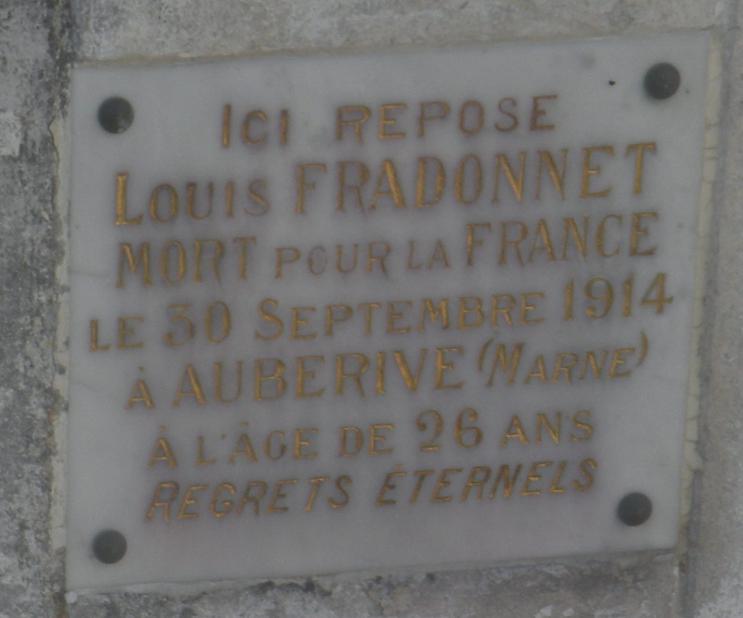 ICI REPOSE
LOUIS FRADONNET
MORT POUR LA FRANCE
LE 30 SEPTEMBRE 1914
À AUBERIVE (MARNE)
À L'ÂGE DE 26 ANS
REGRETS ÉTERNELS